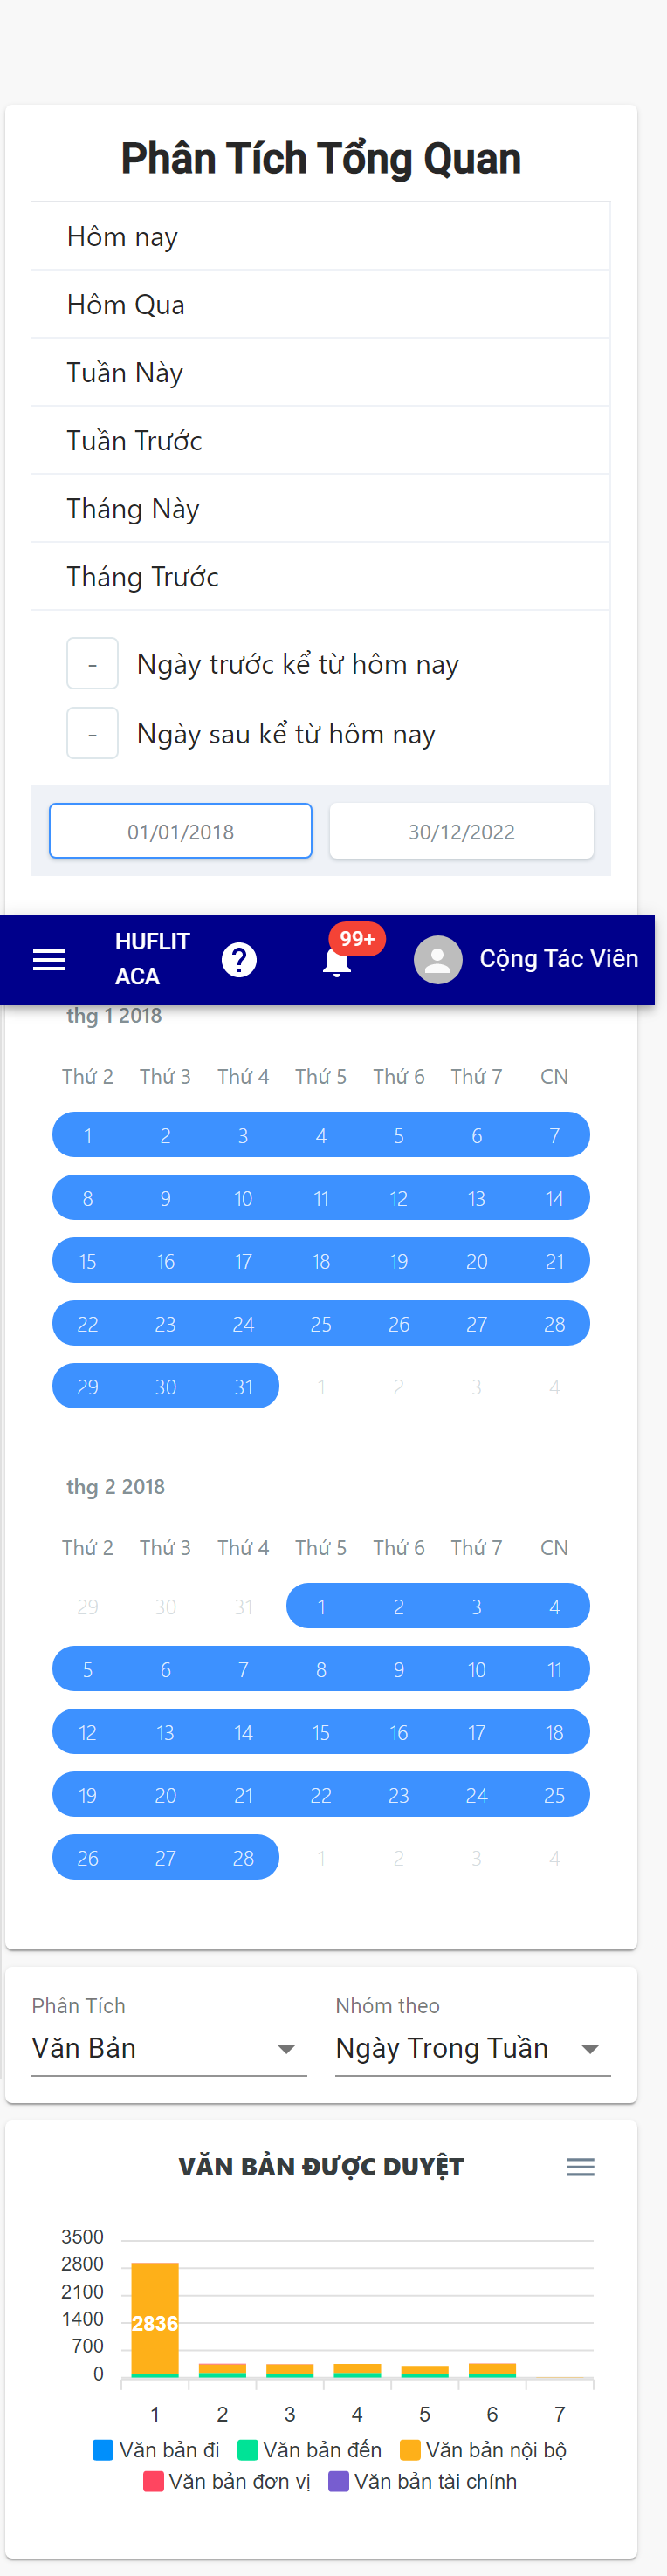 Phân Tích Tổng Quan
Hôm nay
Hôm Qua
Tuần Này
Tuần Trước
Tháng Này
Tháng Trước
- Ngày trước kể từ hôm nay
- Ngày sau kể từ hôm nay
01/01/2018 30/12/2022
HUFLIT ACA 99+ Cộng Tác Viên
thg 1 2018
Thứ 2 Thứ 3 Thứ 4 Thứ 5 Thứ 6 Thứ 7 CN
1 2 3 4 5 6 7
8 9 10 11 12 13 14
15 16 17 18 19 20 21
22 23 24 25 26 27 28
29 30 31 1 2 3 4
thg 2 2018
Thứ 2 Thứ 3 Thứ 4 Thứ 5 Thứ 6 Thứ 7 CN
29 30 31 1 2 3 4
5 6 7 8 9 10 11
12 13 14 15 16 17 18
19 20 21 22 23 24 25
26 27 28 1 2 3 4
Phân Tích Nhóm theo
Văn Bản Ngày Trong Tuần
VĂN BẢN ĐƯỢC DUYỆT
3500
2800
2100
1400
700
0
2836
1 2 3 4 5 6 7
Văn bản đi Văn bản đến Văn bản nội bộ
Văn bản đơn vị Văn bản tài chính